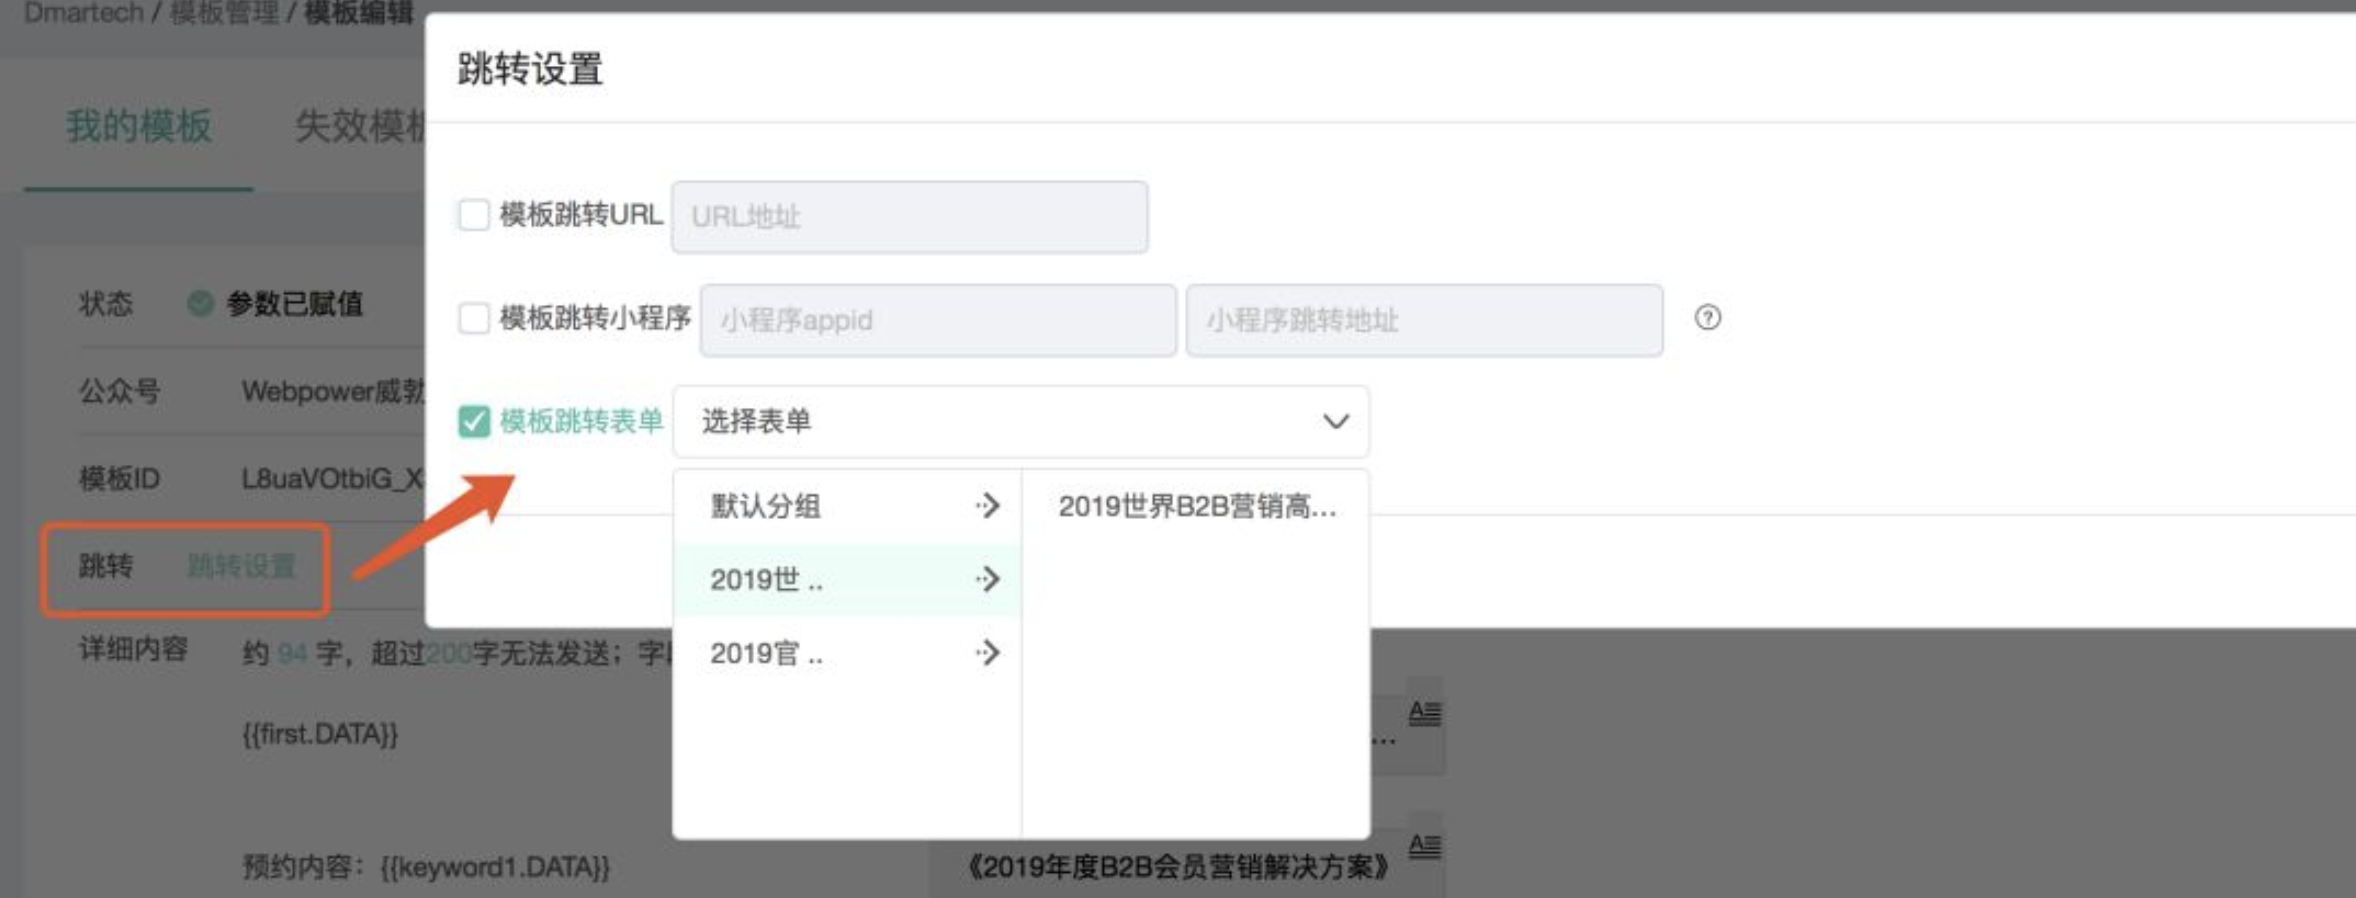 Dmartech / 模板管理 / 模板编辑
跳转设置
我的模板
失效模板
模板跳转URL
URL地址
模板跳转小程序
小程序appid
小程序跳转地址
?
状态
参数已赋值
公众号
Webpower威勃
模板跳转表单
选择表单
模板ID
L8uaVOtbiG_X
默认分组
2019世界B2B营销高...
跳转
跳转设置
2019世 ..
详细内容
约 94 字，超过200字无法发送；字
2019官 ..
{{first.DATA}}
...
A
预约内容：{{keyword1.DATA}}
《2019年度B2B会员营销解决方案》
A